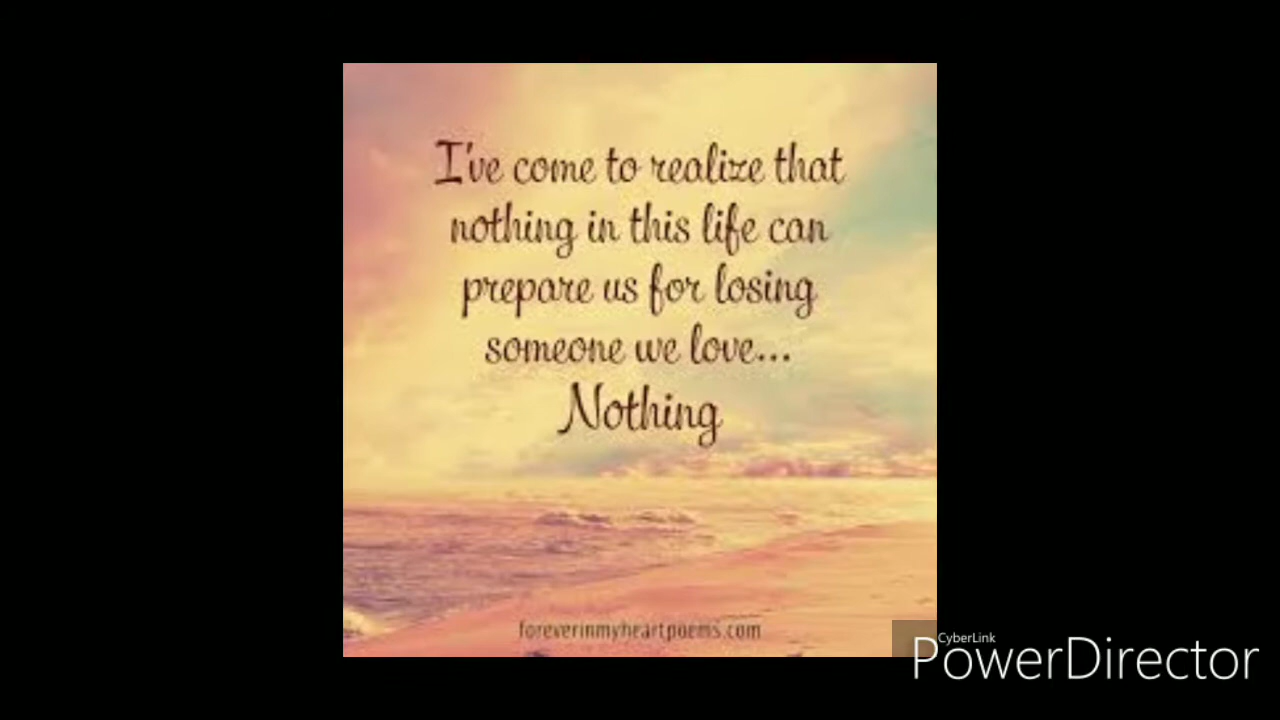 I've come to realize that
nothing in this life can
prepare us for losing
someone we love...
Nothing
foreverinmyheartpoems.com
CyberLink
PowerDirector